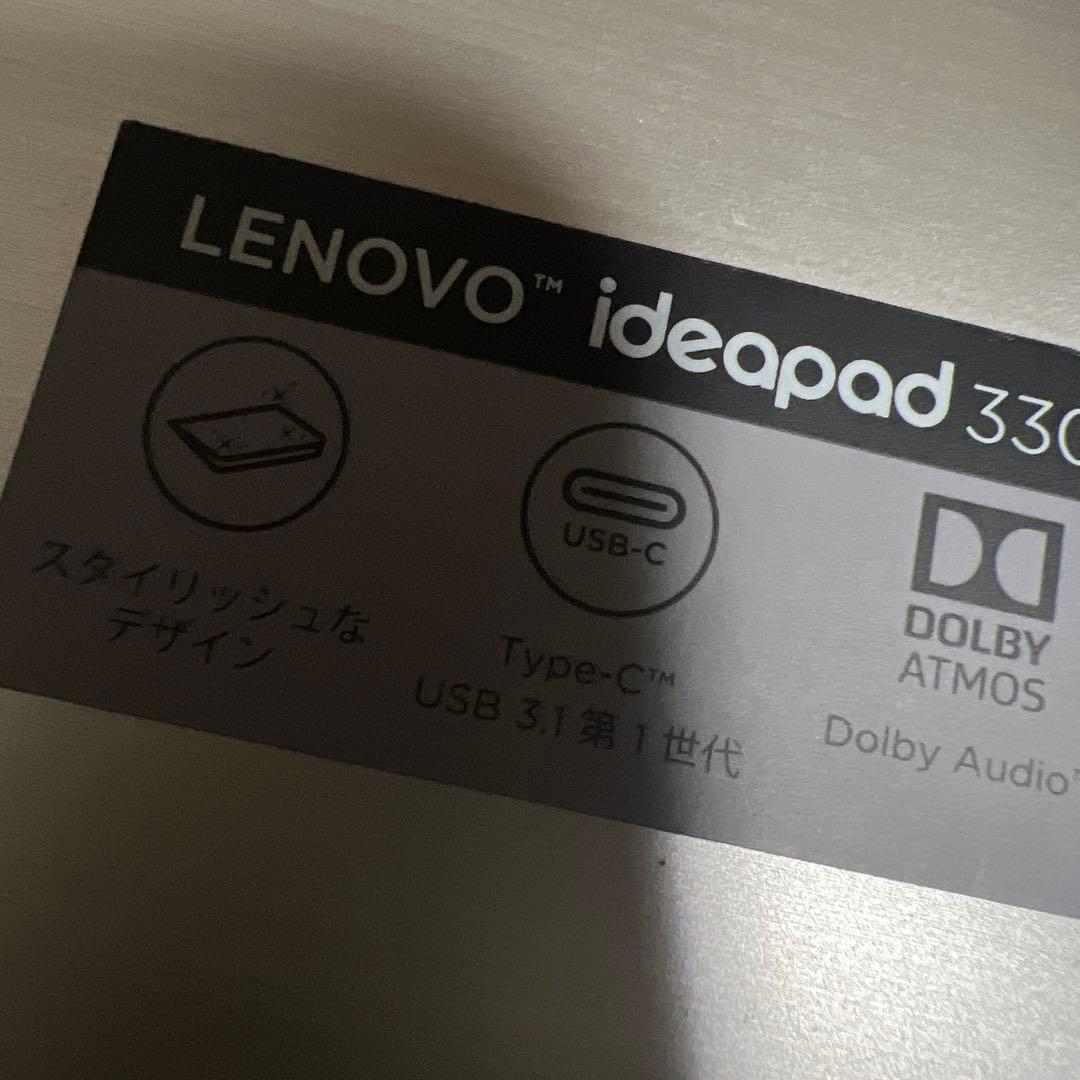 LENOVO™ ideapad 330
スタイリッシュな
デザイン
USB-C
Type-C™
USB 3.1 第1世代
DOLBY
ATMOS
Dolby Audio™